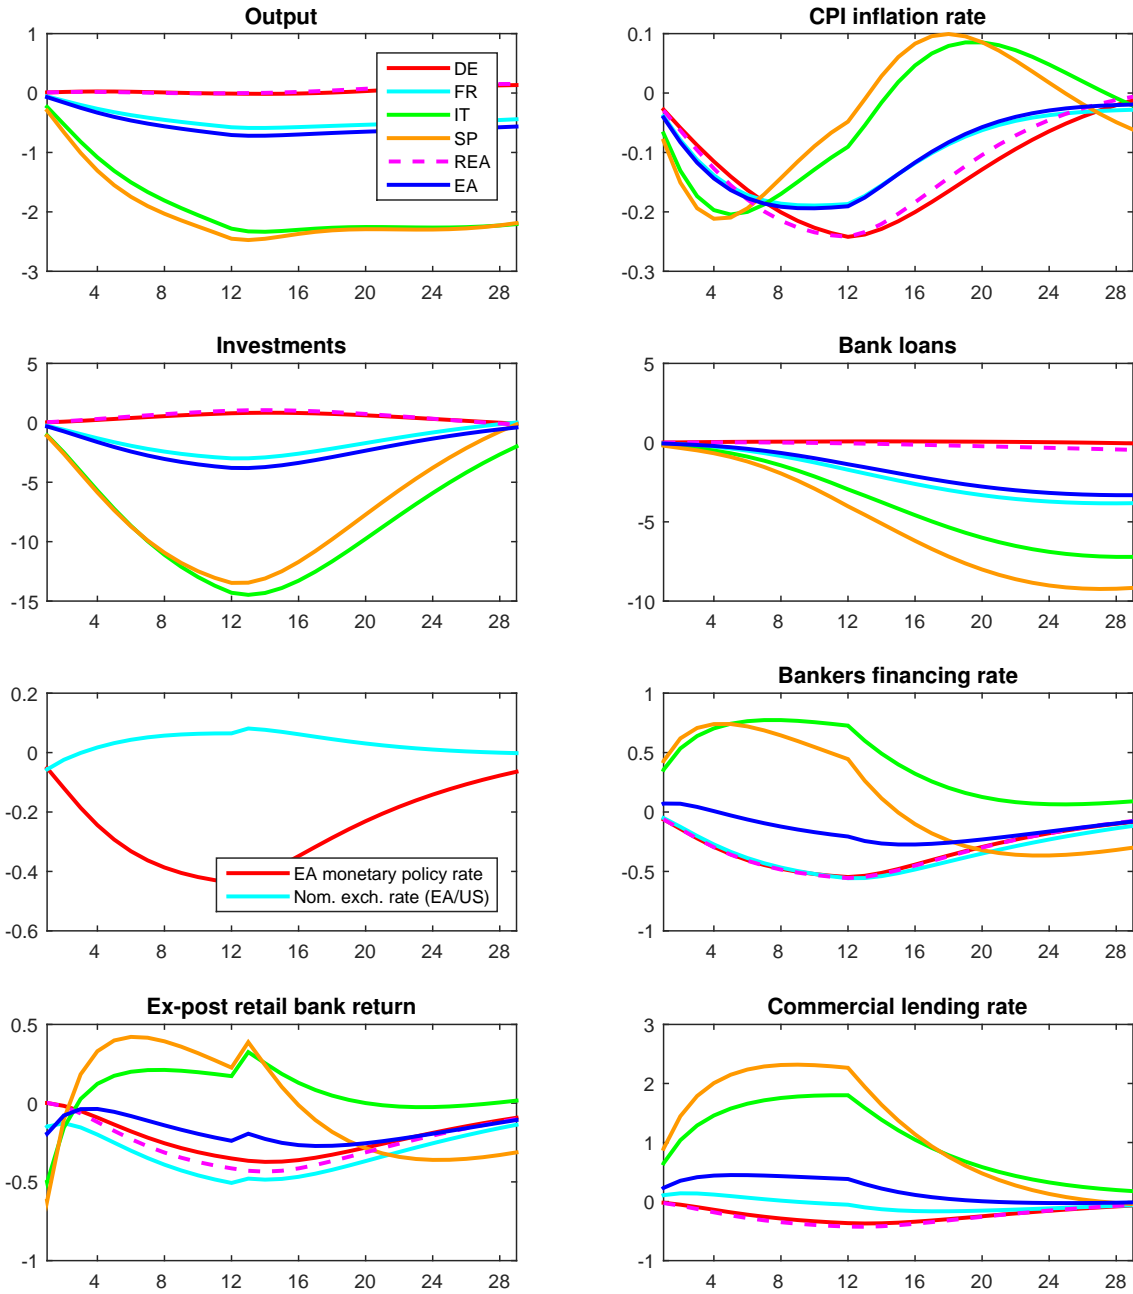 Output
1
0
-1
-2
-3
4 8 12 16 20 24 28
DE
FR
IT
SP
REA
EA
CPI inflation rate
0.1
0
-0.1
-0.2
-0.3
4 8 12 16 20 24 28
Investments
5
0
-5
-10
-15
4 8 12 16 20 24 28
Bank loans
5
0
-5
-10
4 8 12 16 20 24 28
0.2
0
-0.2
-0.4
-0.6
4 8 12 16 20 24 28
EA monetary policy rate
Nom. exch. rate (EA/US)
Bankers financing rate
1
0.5
0
-0.5
-1
4 8 12 16 20 24 28
Ex-post retail bank return
0.5
0
-0.5
-1
4 8 12 16 20 24 28
Commercial lending rate
3
2
1
0
-1
4 8 12 16 20 24 28